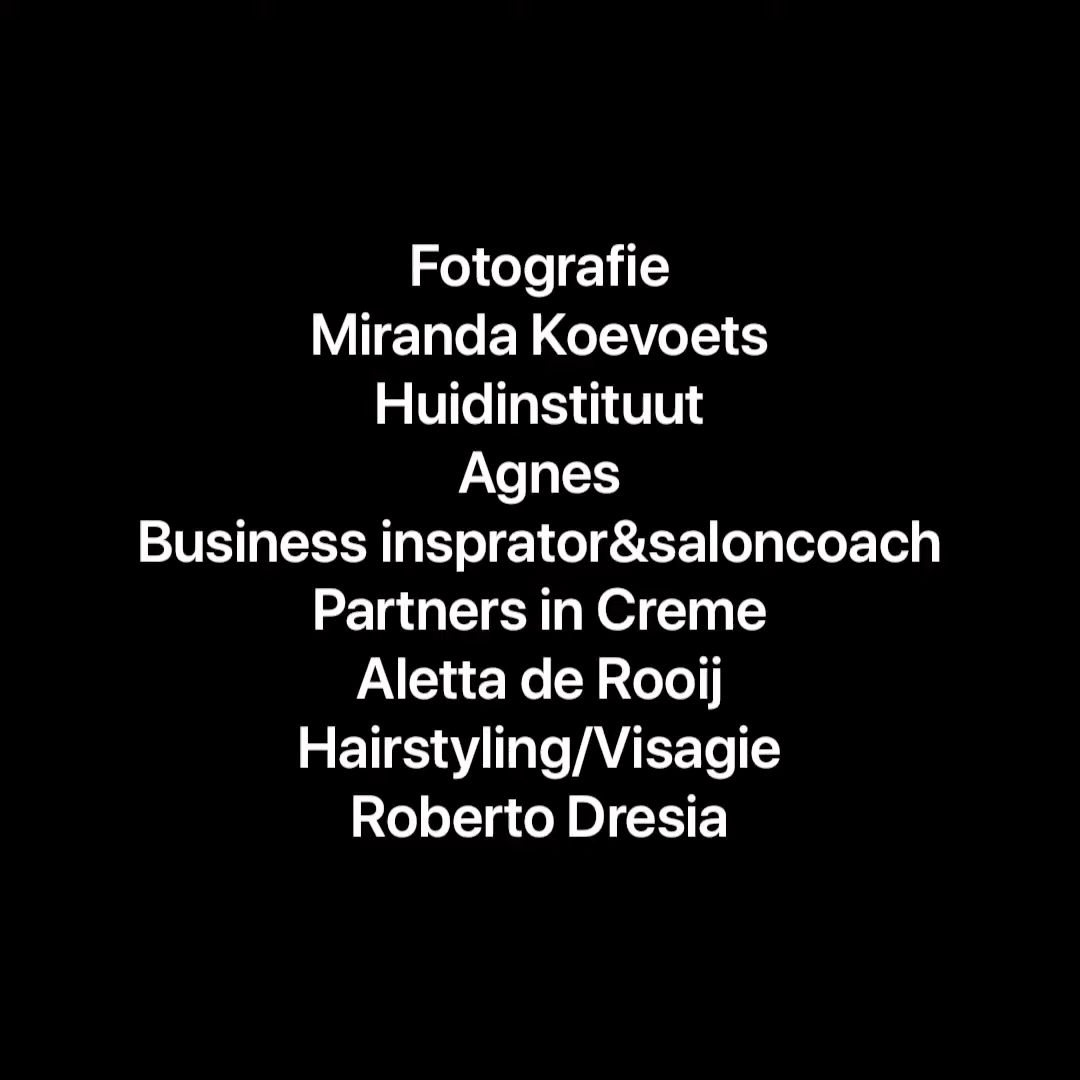 Fotografie
Miranda Koevoets
Huidinstituut
Agnes
Business insprator&saloncoach
Partners in Creme
Aletta de Rooij
Hairstyling/Visagie
Roberto Dresia